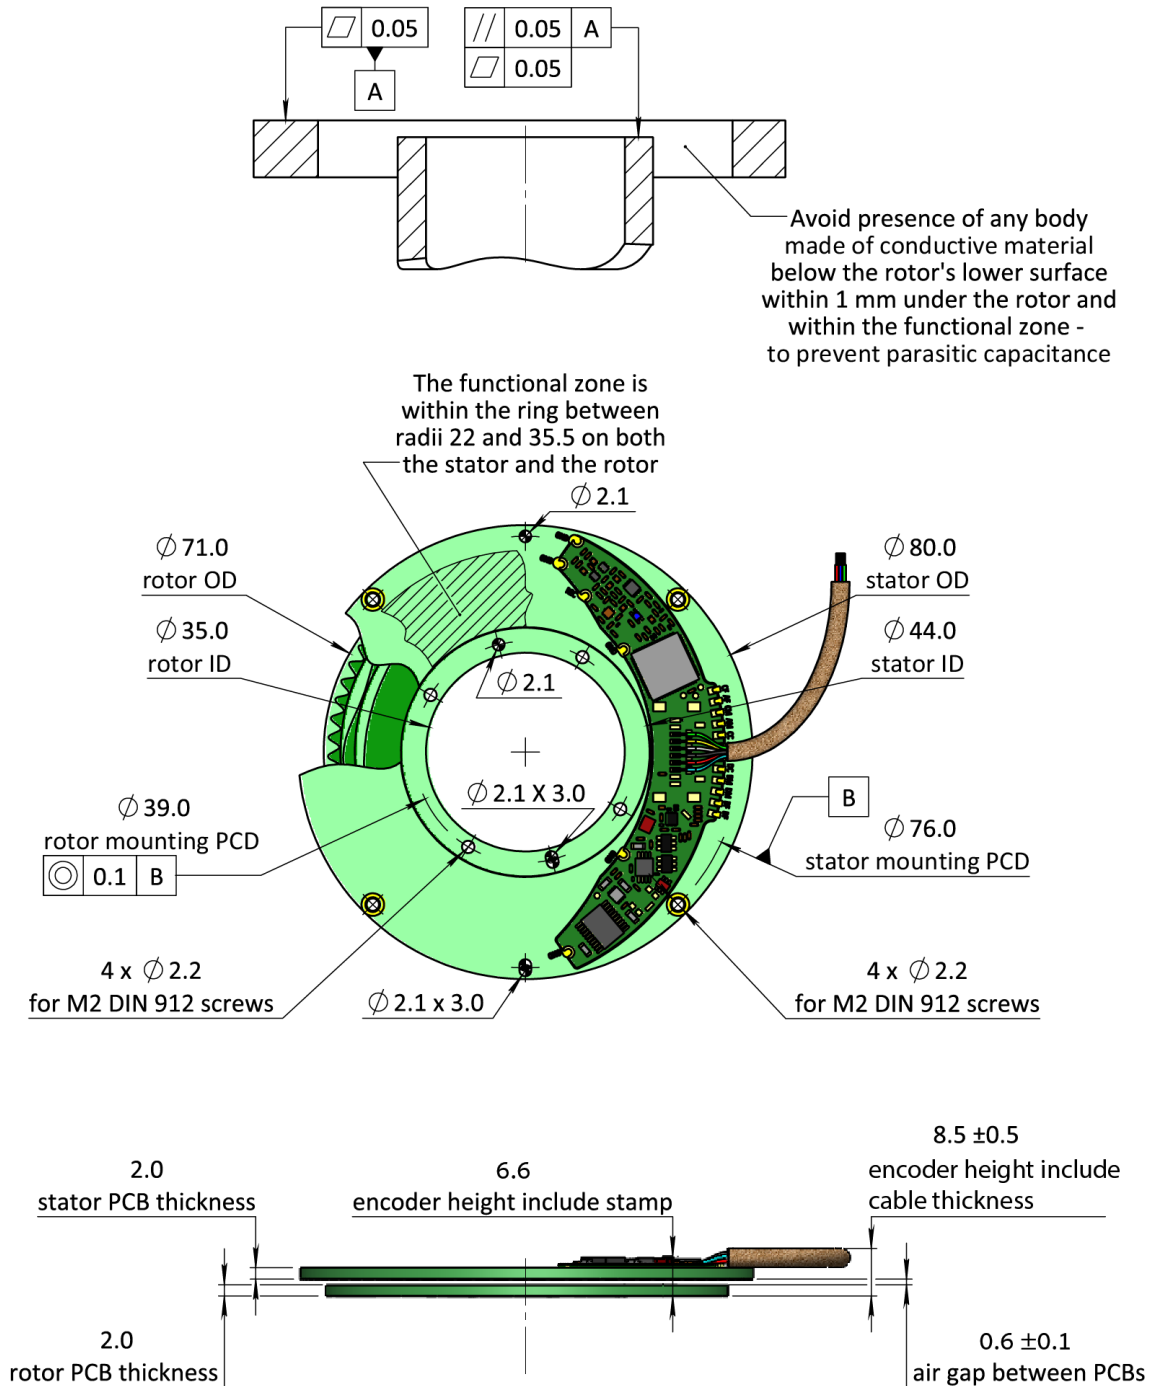 0.05
A
// 0.05 A
0.05
Avoid presence of any body
made of conductive material
below the rotor's lower surface
within 1 mm under the rotor and
within the functional zone -
to prevent parasitic capacitance
The functional zone is
within the ring between
radii 22 and 35.5 on both
the stator and the rotor
∅ 2.1
∅ 71.0
rotor OD
∅ 80.0
stator OD
∅ 35.0
rotor ID
∅ 44.0
stator ID
∅ 2.1
∅ 2.1 X 3.0
∅ 39.0
rotor mounting PCD
◎ 0.1 B
B
∅ 76.0
stator mounting PCD
4 x ∅ 2.2
for M2 DIN 912 screws
∅ 2.1 x 3.0
4 x ∅ 2.2
for M2 DIN 912 screws
2.0
stator PCB thickness
6.6
encoder height include stamp
8.5 ±0.5
encoder height include
cable thickness
2.0
rotor PCB thickness
0.6 ±0.1
air gap between PCBs